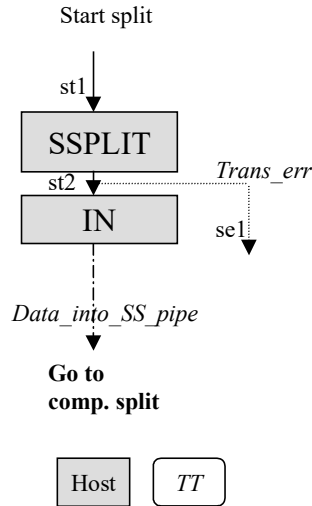 Start split
st1
SSPLIT
st2
Trans_err
IN
se1
Data_into_SS_pipe
Go to
comp. split
Host
TT